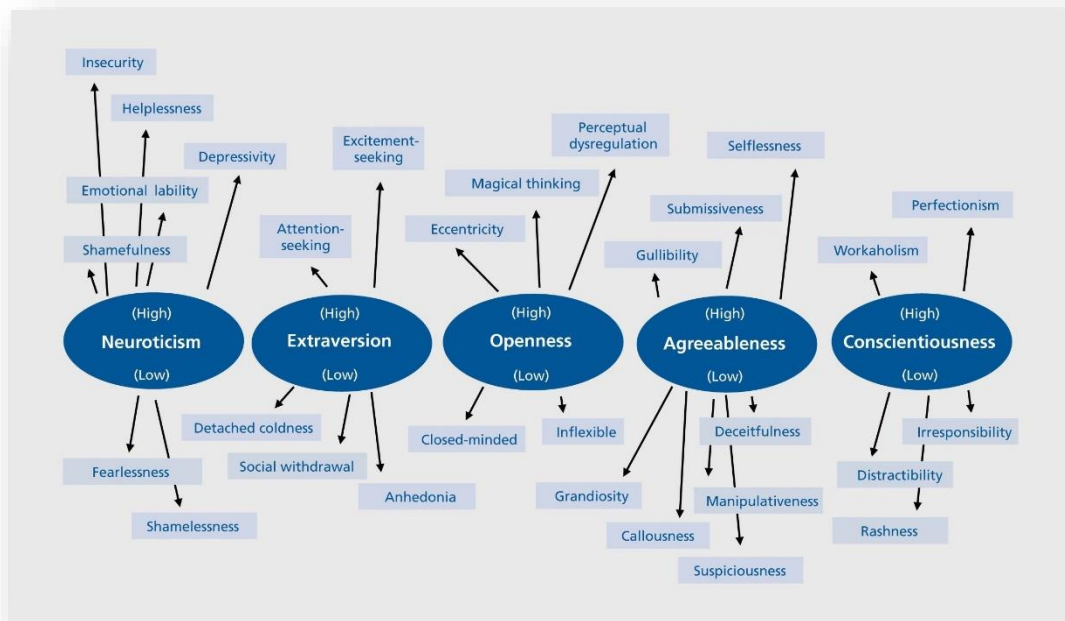 Insecurity
Helplessness
Depressivity
Emotional lability
Shamefulness
(High)
Neuroticism
(Low)
Fearlessness
Shamelessness
Excitement-
seeking
Attention-
seeking
(High)
Extraversion
(Low)
Detached coldness
Social withdrawal
Anhedonia
Perceptual
dysregulation
Magical thinking
Eccentricity
(High)
Openness
(Low)
Closed-minded
Inflexible
Selflessness
Submissiveness
Gullibility
(High)
Agreeableness
(Low)
Deceitfulness
Grandiosity
Manipulativeness
Callousness
Suspiciousness
Perfectionism
Workaholism
(High)
Conscientiousness
(Low)
Irresponsibility
Distractibility
Rashness